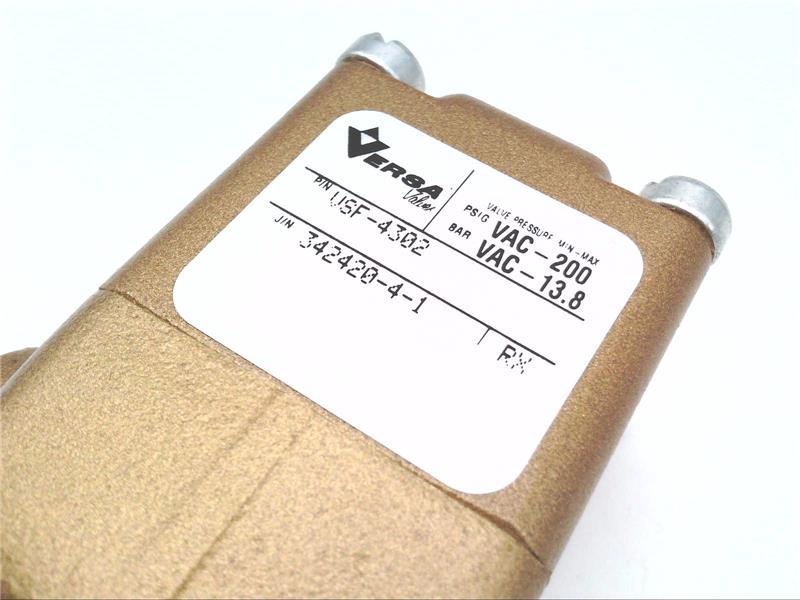 VERSA
Valves
VALVE PRESSURE MIN-MAX
PSIG VAC-200
BAR VAC-13.8
P/N VSF-4302
J/N 342420-4-1
RX